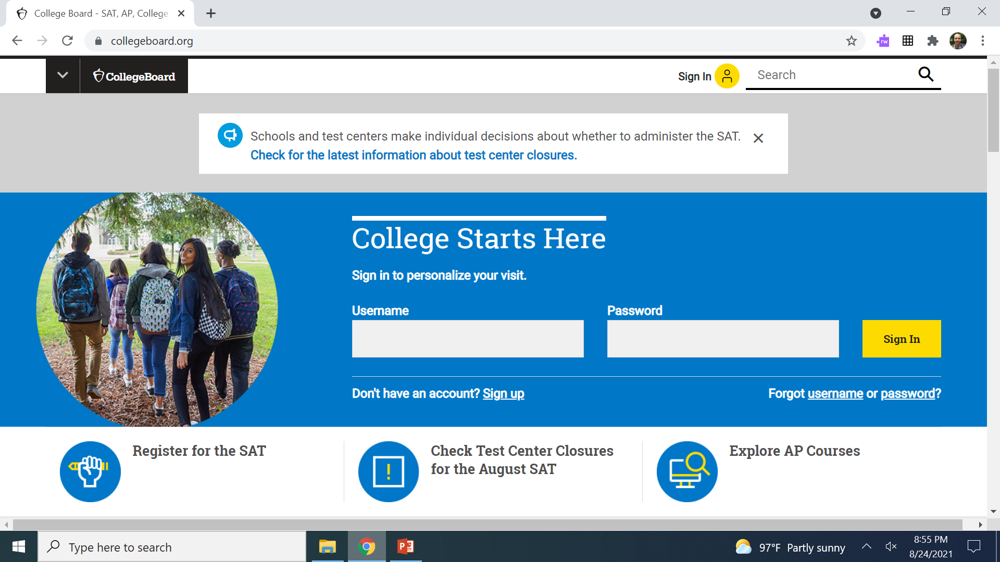 College Board - SAT, AP, College
collegeboard.org
rw
CollegeBoard
Sign In
Search
Schools and test centers make individual decisions about whether to administer the SAT.
Check for the latest information about test center closures.
College Starts Here
Sign in to personalize your visit.
Username
Password
Sign In
Don't have an account? Sign up
Forgot username or password?
Register for the SAT
Check Test Center Closures
for the August SAT
Explore AP Courses
Type here to search
P
97°F Partly sunny
8:55 PM
8/24/2021